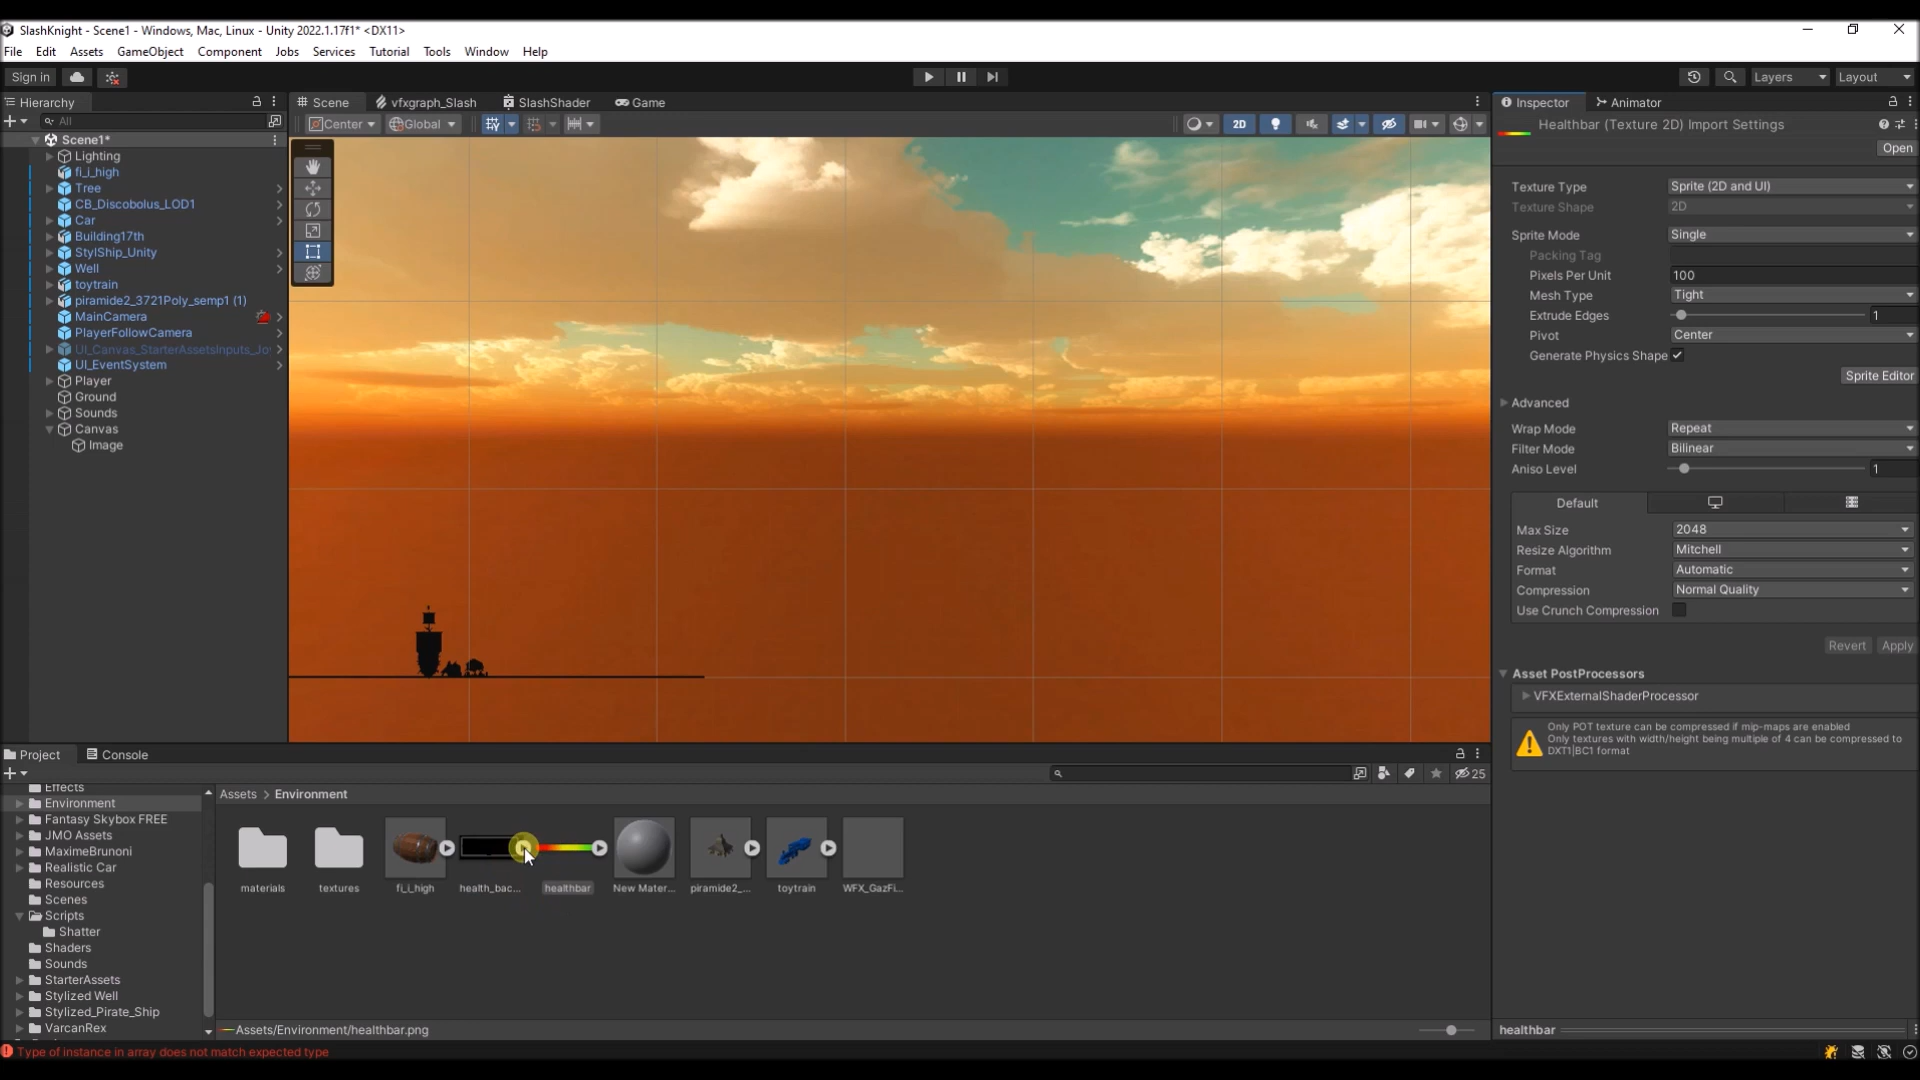 SlashKnight - Scene1 - Windows, Mac, Linux - Unity 2022.1.17f1* <DX11>
File Edit Assets GameObject Component Jobs Services Tutorial Tools Window Help
Sign in
Layers
Layout
Hierarchy
All
Scene1*
Lighting
fi_i_high
Tree
CB_Discobolus_LOD1
Car
Building17th
StylShip_Unity
Well
toytrain
piramide2_3721Poly_semp1 (1)
MainCamera
PlayerFollowCamera
UI_Canvas_StarterAssetsInputs_Jo
UI_EventSystem
Player
Ground
Sounds
Canvas
Image
Scene vfxgraph_Slash SlashShader Game
Center Global
2D
Inspector Animator
Healthbar (Texture 2D) Import Settings
Open
Texture Type Sprite (2D and UI)
Texture Shape 2D
Sprite Mode Single
Packing Tag
Pixels Per Unit 100
Mesh Type Tight
Extrude Edges 1
Pivot Center
Generate Physics Shape
Sprite Editor
Advanced
Wrap Mode Repeat
Filter Mode Bilinear
Aniso Level 1
Default
Max Size 2048
Resize Algorithm Mitchell
Format Automatic
Compression Normal Quality
Use Crunch Compression
Revert Apply
Asset PostProcessors
VFXExternalShaderProcessor
Only POT texture can be compressed if mip-maps are enabled
Only textures with width/height being multiple of 4 can be compressed to
DXT1|BC1 format
healthbar
Project Console
25
Effects
Environment
Fantasy Skybox FREE
JMO Assets
MaximeBrunoni
Realistic Car
Resources
Scenes
Scripts
Shatter
Shaders
Sounds
StarterAssets
Stylized Well
Stylized_Pirate_Ship
VarcanRex
Assets > Environment
materials textures fi_i_high health_bac... healthbar New Mater... piramide2_... toytrain WFX_GazFi...
Assets/Environment/healthbar.png
Type of instance in array does not match expected type